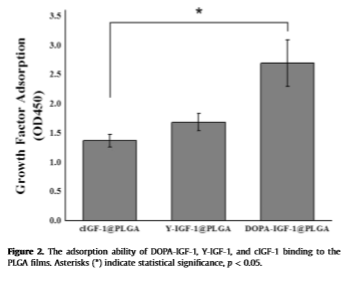 *
Growth Factor Adsorption
(OD450)
3.5
3.0
2.5
2.0
1.5
1.0
0.5
0.0
cIGF-1@PLGA Y-IGF-1@PLGA DOPA-IGF-1@PLGA
Figure 2. The adsorption ability of DOPA-IGF-1, Y-IGF-1, and cIGF-1 binding to the
PLGA films. Asterisks (*) indicate statistical significance, p < 0.05.